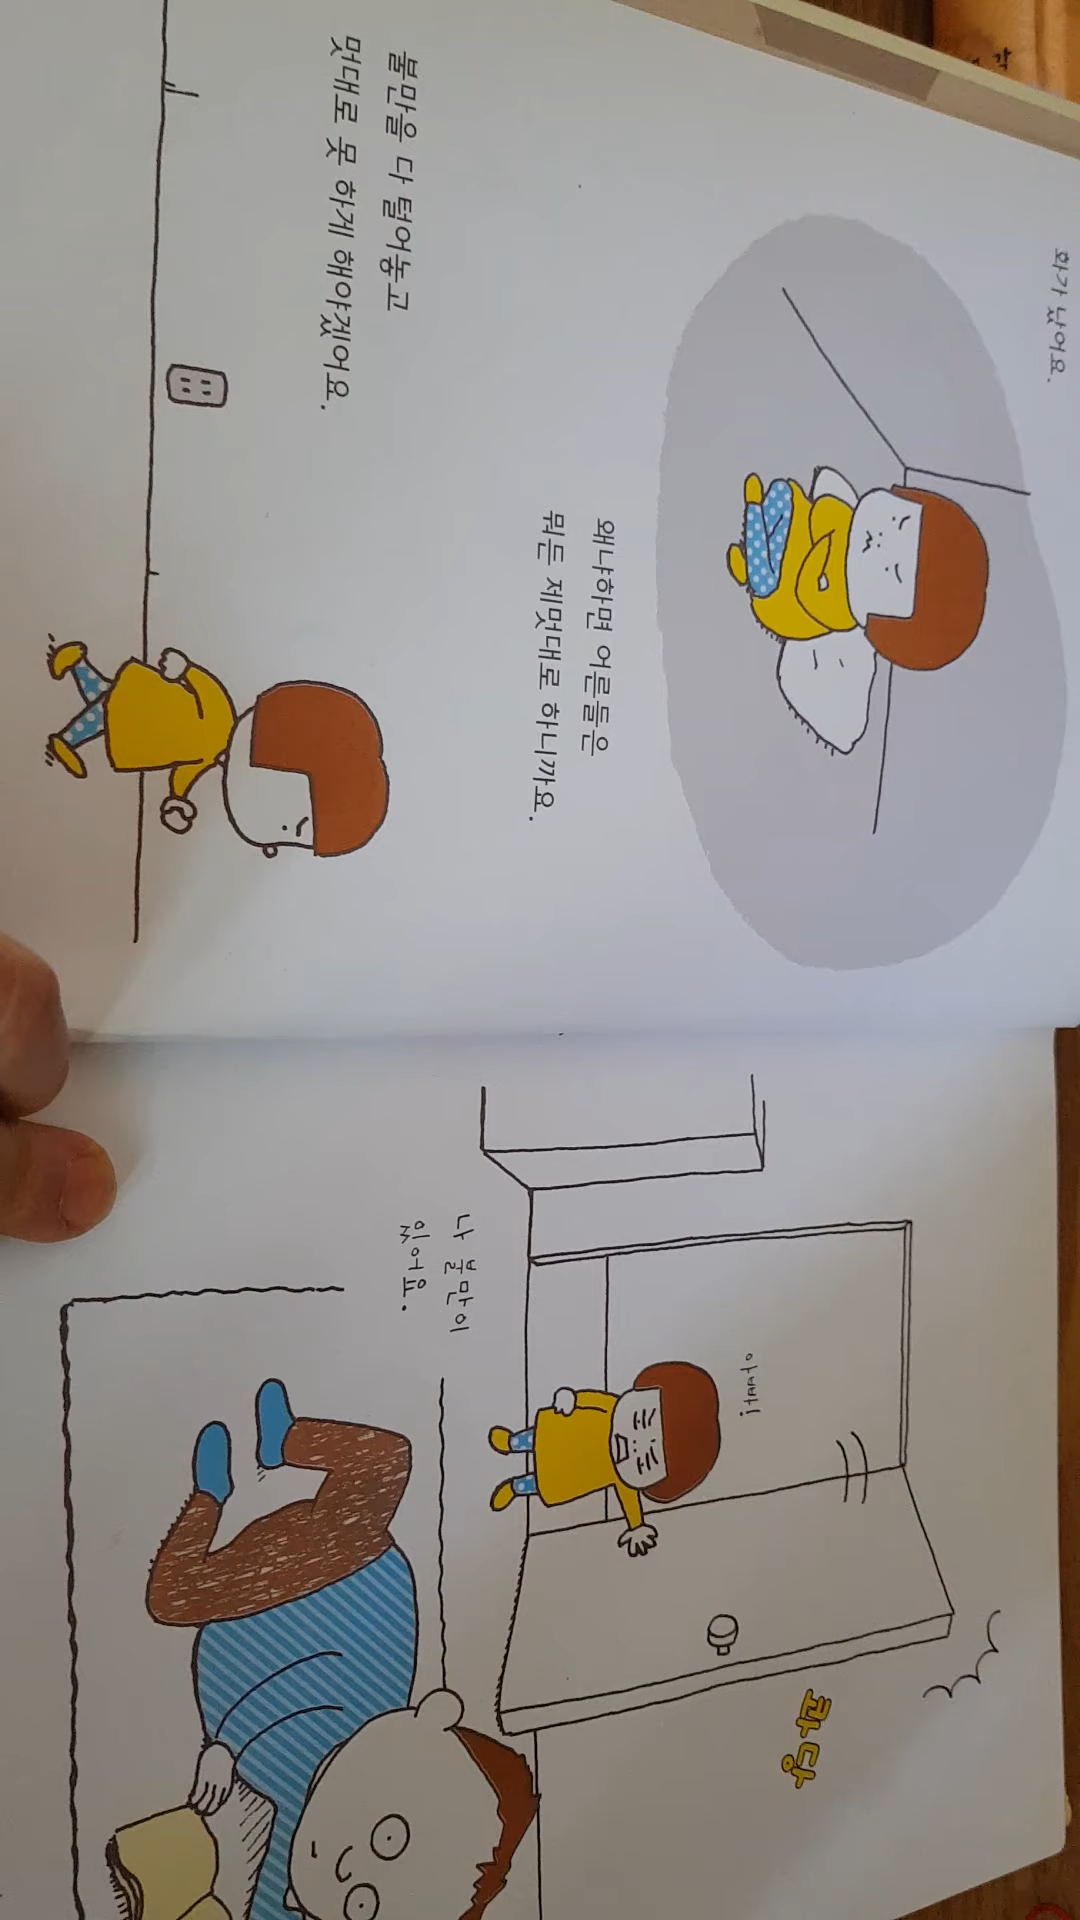 화가 났어요.
왜냐하면 어른들은
뭐든 제멋대로 하니까요.
불만을 다 털어놓고
멋대로 못 하게 해야겠어요.
콰당
아빠!
나 불만이
있어요.